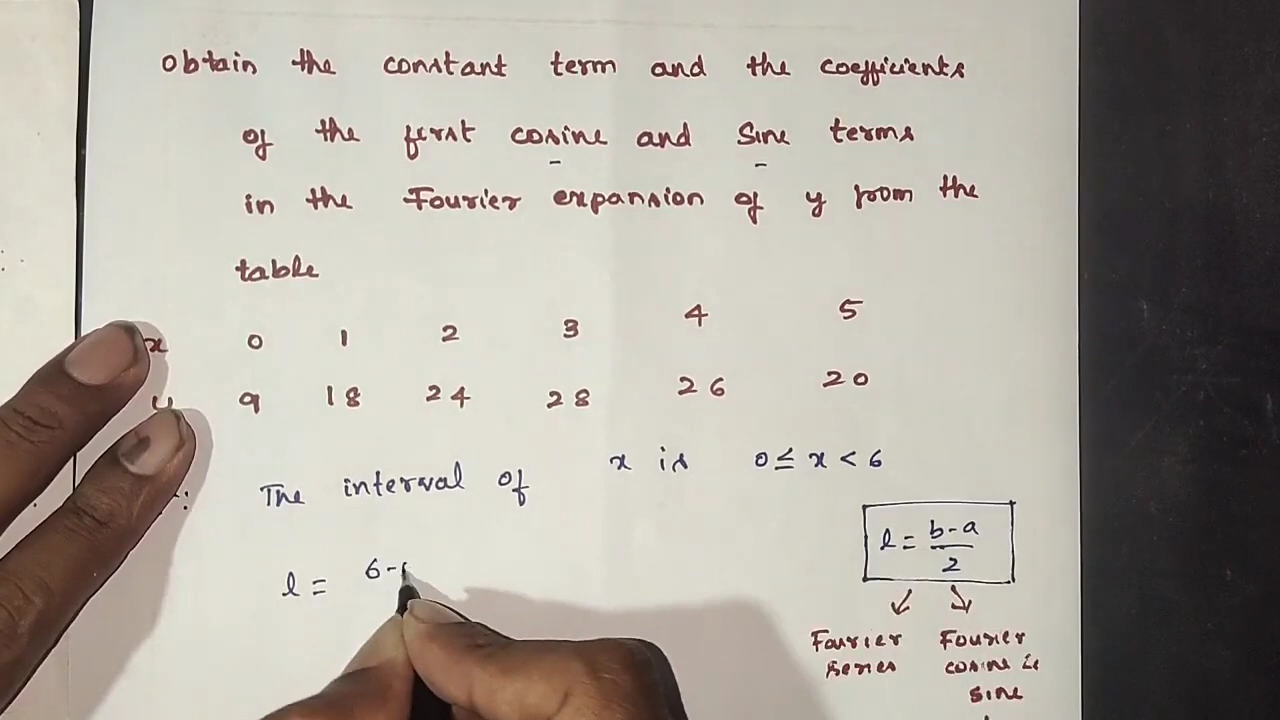 obtain the constant term and the coefficients
of the first cosine and sine terms
in the Fourier expansion of y from the
table
x 0 1 2 3 4 5
y 9 18 24 28 26 20
The interval of x is 0 ≤ x < 6
l = b-a / 2
l = 6-
Fourier series
Fourier cosine & sine